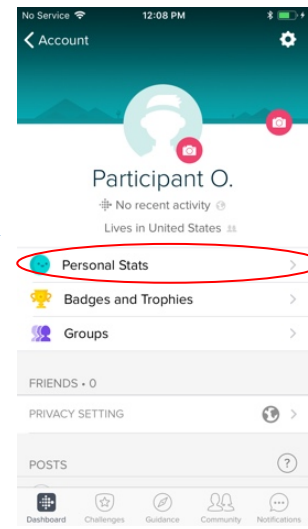 No Service 12:08 PM
Account
Participant O.
No recent activity
Lives in United States
Personal Stats
Badges and Trophies
Groups
FRIENDS • 0
PRIVACY SETTING
POSTS ?
Dashboard Challenges Guidance Community Notifications